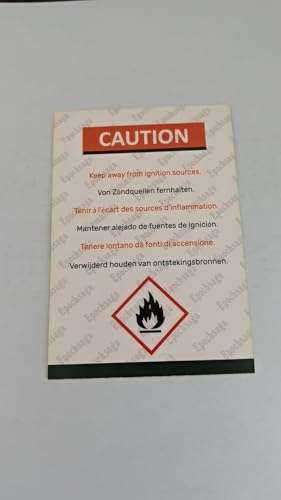 CAUTION
Keep away from ignition sources.
Von Zündquellen fernhalten.
Tenir à l'écart des sources d'inflammation.
Mantener alejado de fuentes de ignición.
Tenere lontano da fonti di accensione.
Verwijderd houden van ontstekingsbronnen.